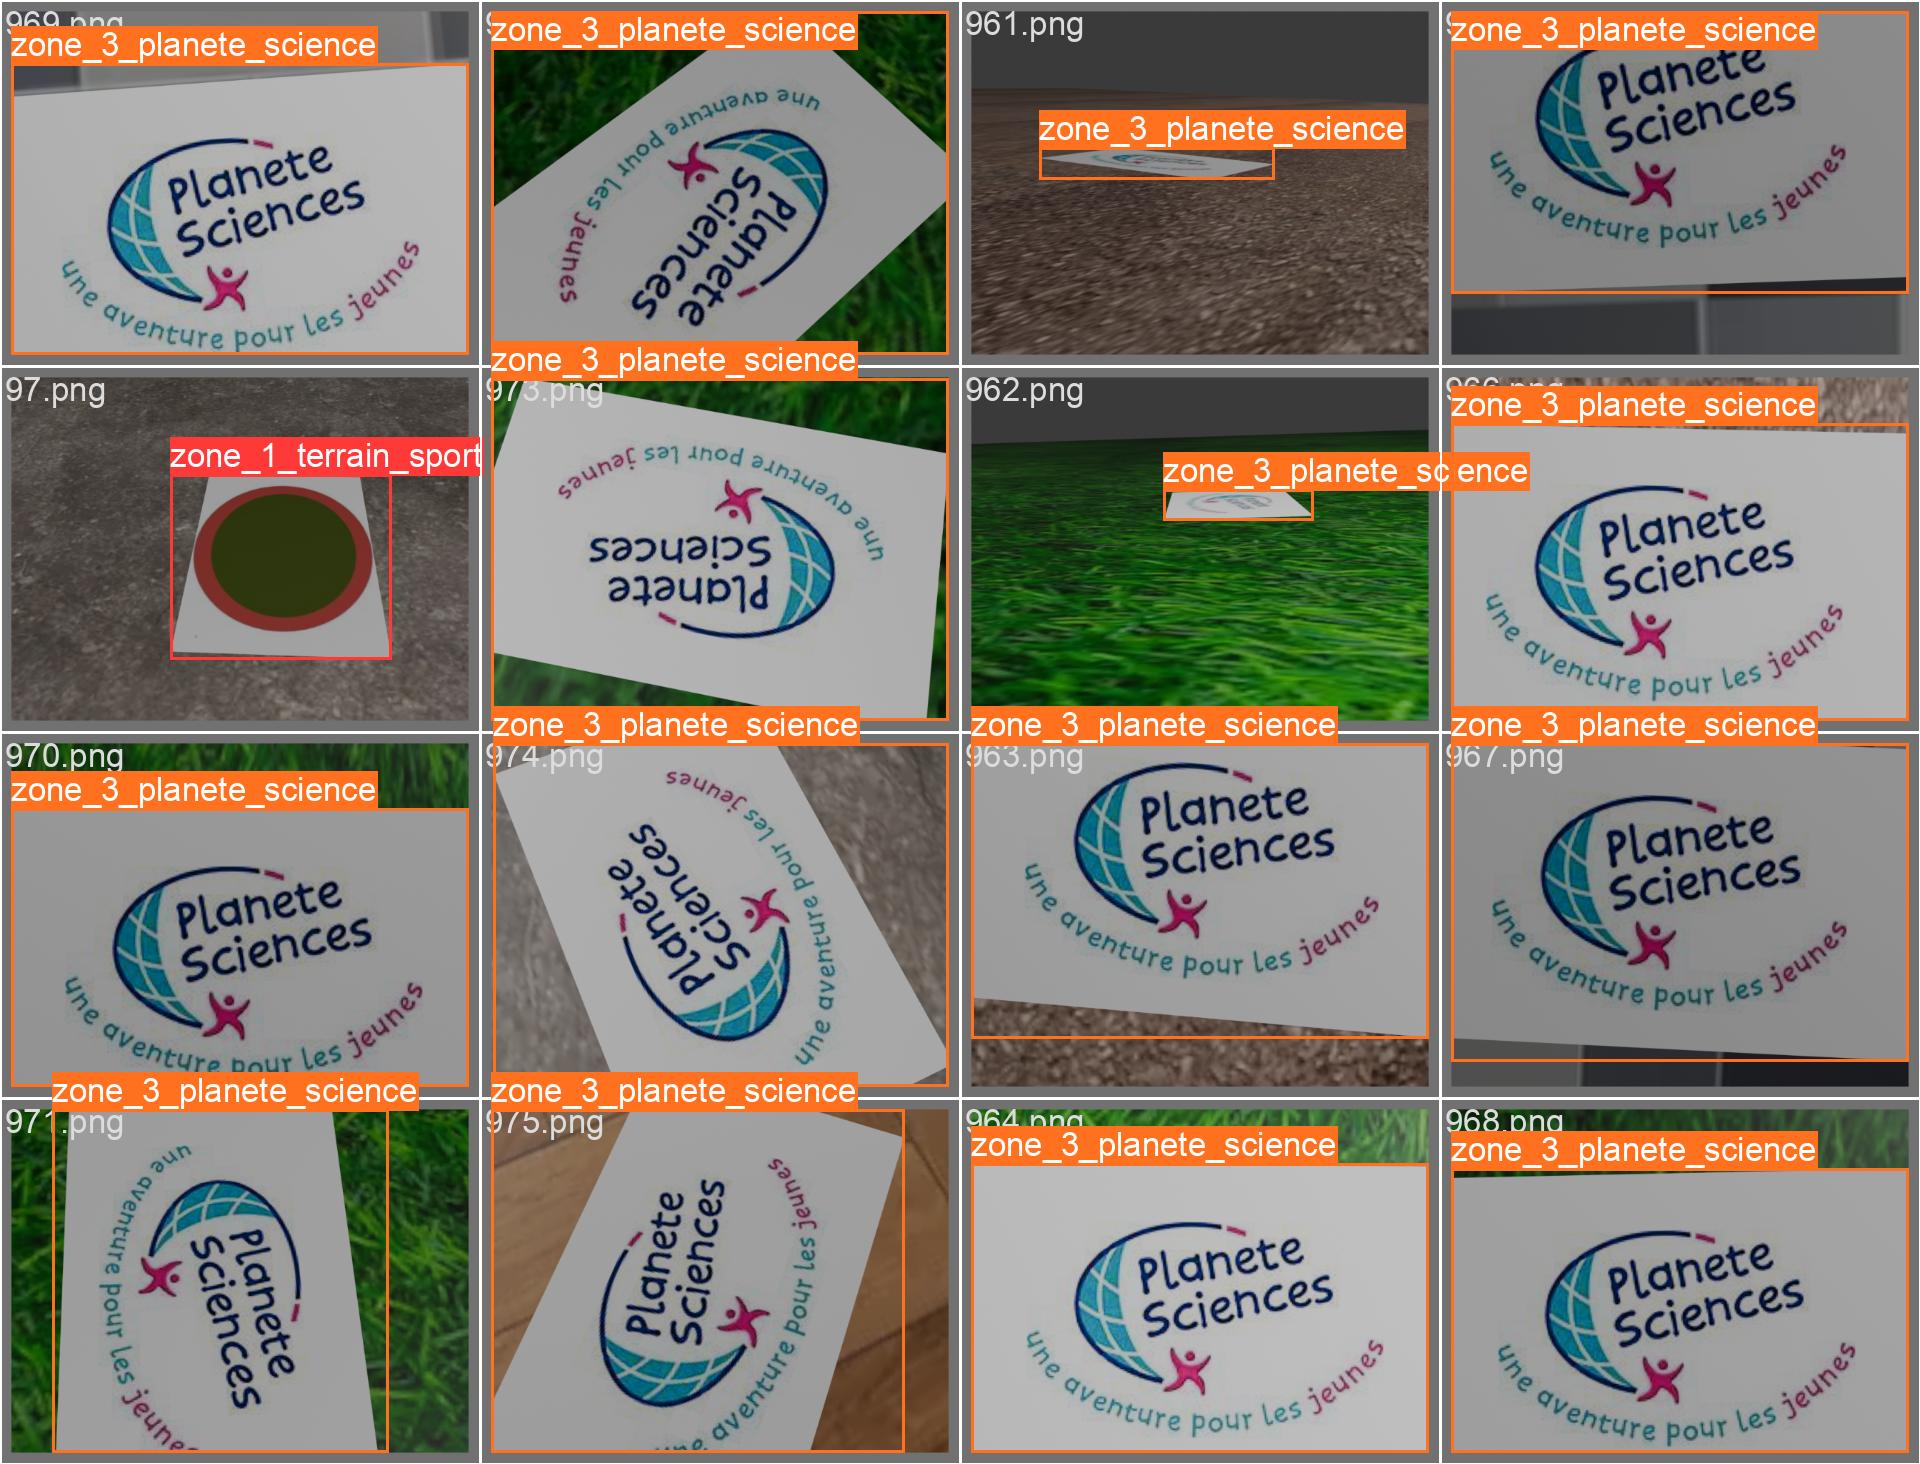 969.png
zone_3_planete_science
Planete
Sciences
une aventure pour les jeunes
zone_3_planete_science
une aventure pour les jeunes
Planete
Sciences
961.png
zone_3_planete_science
zone_3_planete_science
Planete
Sciences
une aventure pour les jeunes
97.png
zone_1_terrain_sport
zone_3_planete_science
973.png
une aventure pour les jeunes
Planete
Sciences
962.png
zone_3_planete_science
966.png
zone_3_planete_science
Planete
Sciences
une aventure pour les jeunes
970.png
zone_3_planete_science
Planete
Sciences
une aventure pour les jeunes
zone_3_planete_science
974.png
Planete
Sciences
une aventure pour les jeunes
zone_3_planete_science
963.png
Planete
Sciences
une aventure pour les jeunes
zone_3_planete_science
967.png
Planete
Sciences
une aventure pour les jeunes
zone_3_planete_science
971.png
Planete
Sciences
une aventure pour les jeunes
zone_3_planete_science
975.png
Planete
Sciences
une aventure pour les jeunes
964.png
zone_3_planete_science
Planete
Sciences
une aventure pour les jeunes
968.png
zone_3_planete_science
Planete
Sciences
une aventure pour les jeunes